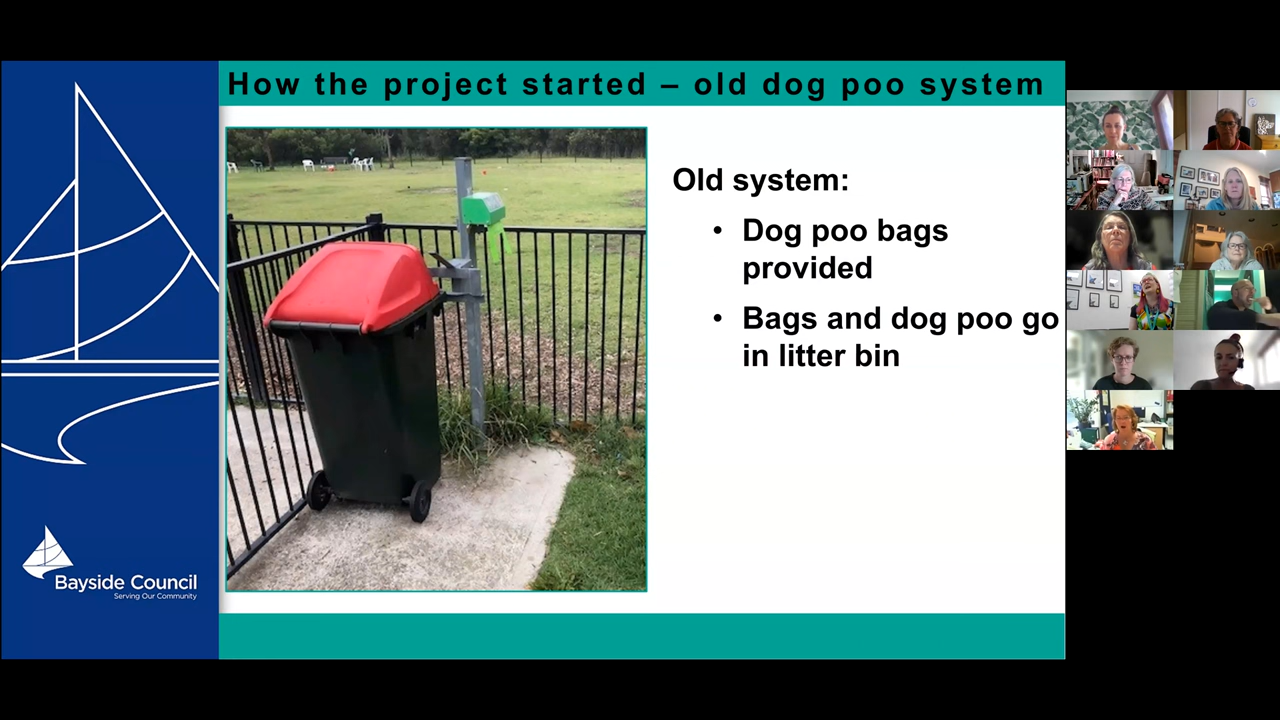 How the project started – old dog poo system
Old system:
• Dog poo bags
provided
• Bags and dog poo go
in litter bin
Bayside Council
Serving Our Community